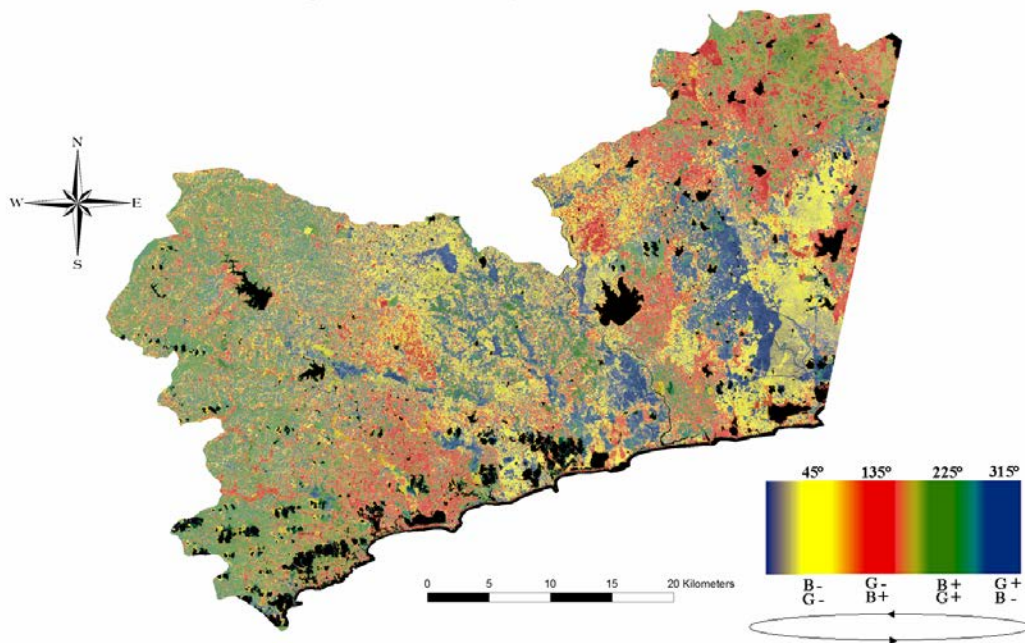 N
W E
S
0 5 10 15 20 Kilometers
45º 135º 225º 315º
B - G - B + G +
G - B + G + B -